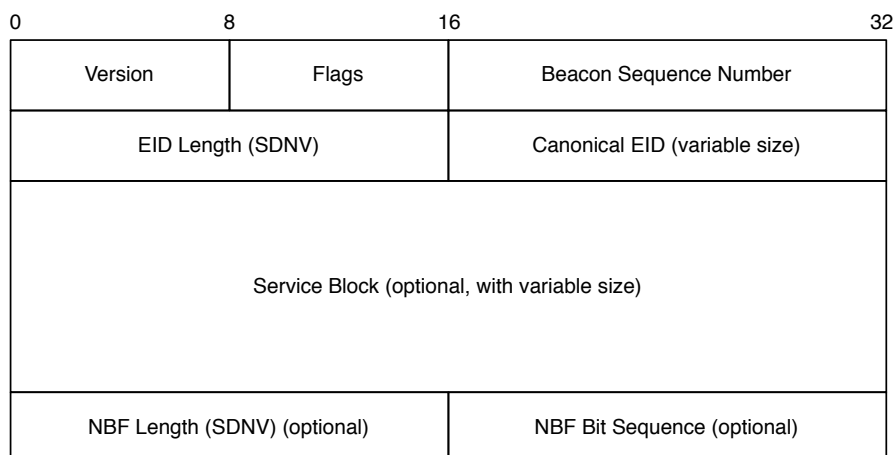 0 8 16 32
Version Flags Beacon Sequence Number
EID Length (SDNV) Canonical EID (variable size)
Service Block (optional, with variable size)
NBF Length (SDNV) (optional) NBF Bit Sequence (optional)